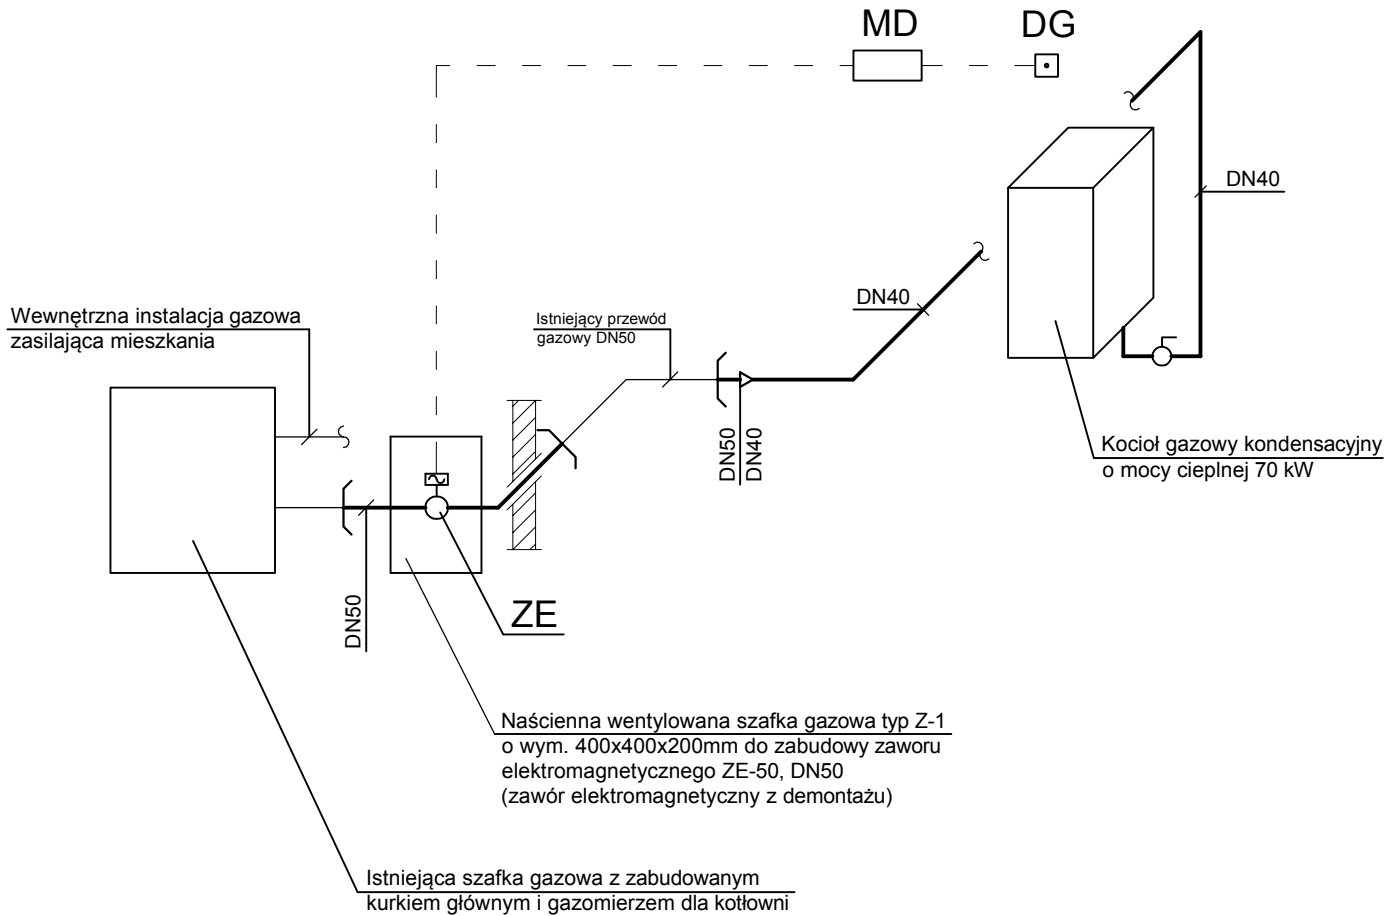 MD
DG
DN40
DN40
Wewnętrzna instalacja gazowa
zasilająca mieszkania
Istniejący przewód
gazowy DN50
DN50
DN40
Kocioł gazowy kondensacyjny
o mocy cieplnej 70 kW
DN50
ZE
Naścienna wentylowana szafka gazowa typ Z-1
o wym. 400x400x200mm do zabudowy zaworu
elektromagnetycznego ZE-50, DN50
(zawór elektromagnetyczny z demontażu)
Istniejąca szafka gazowa z zabudowanym
kurkiem głównym i gazomierzem dla kotłowni